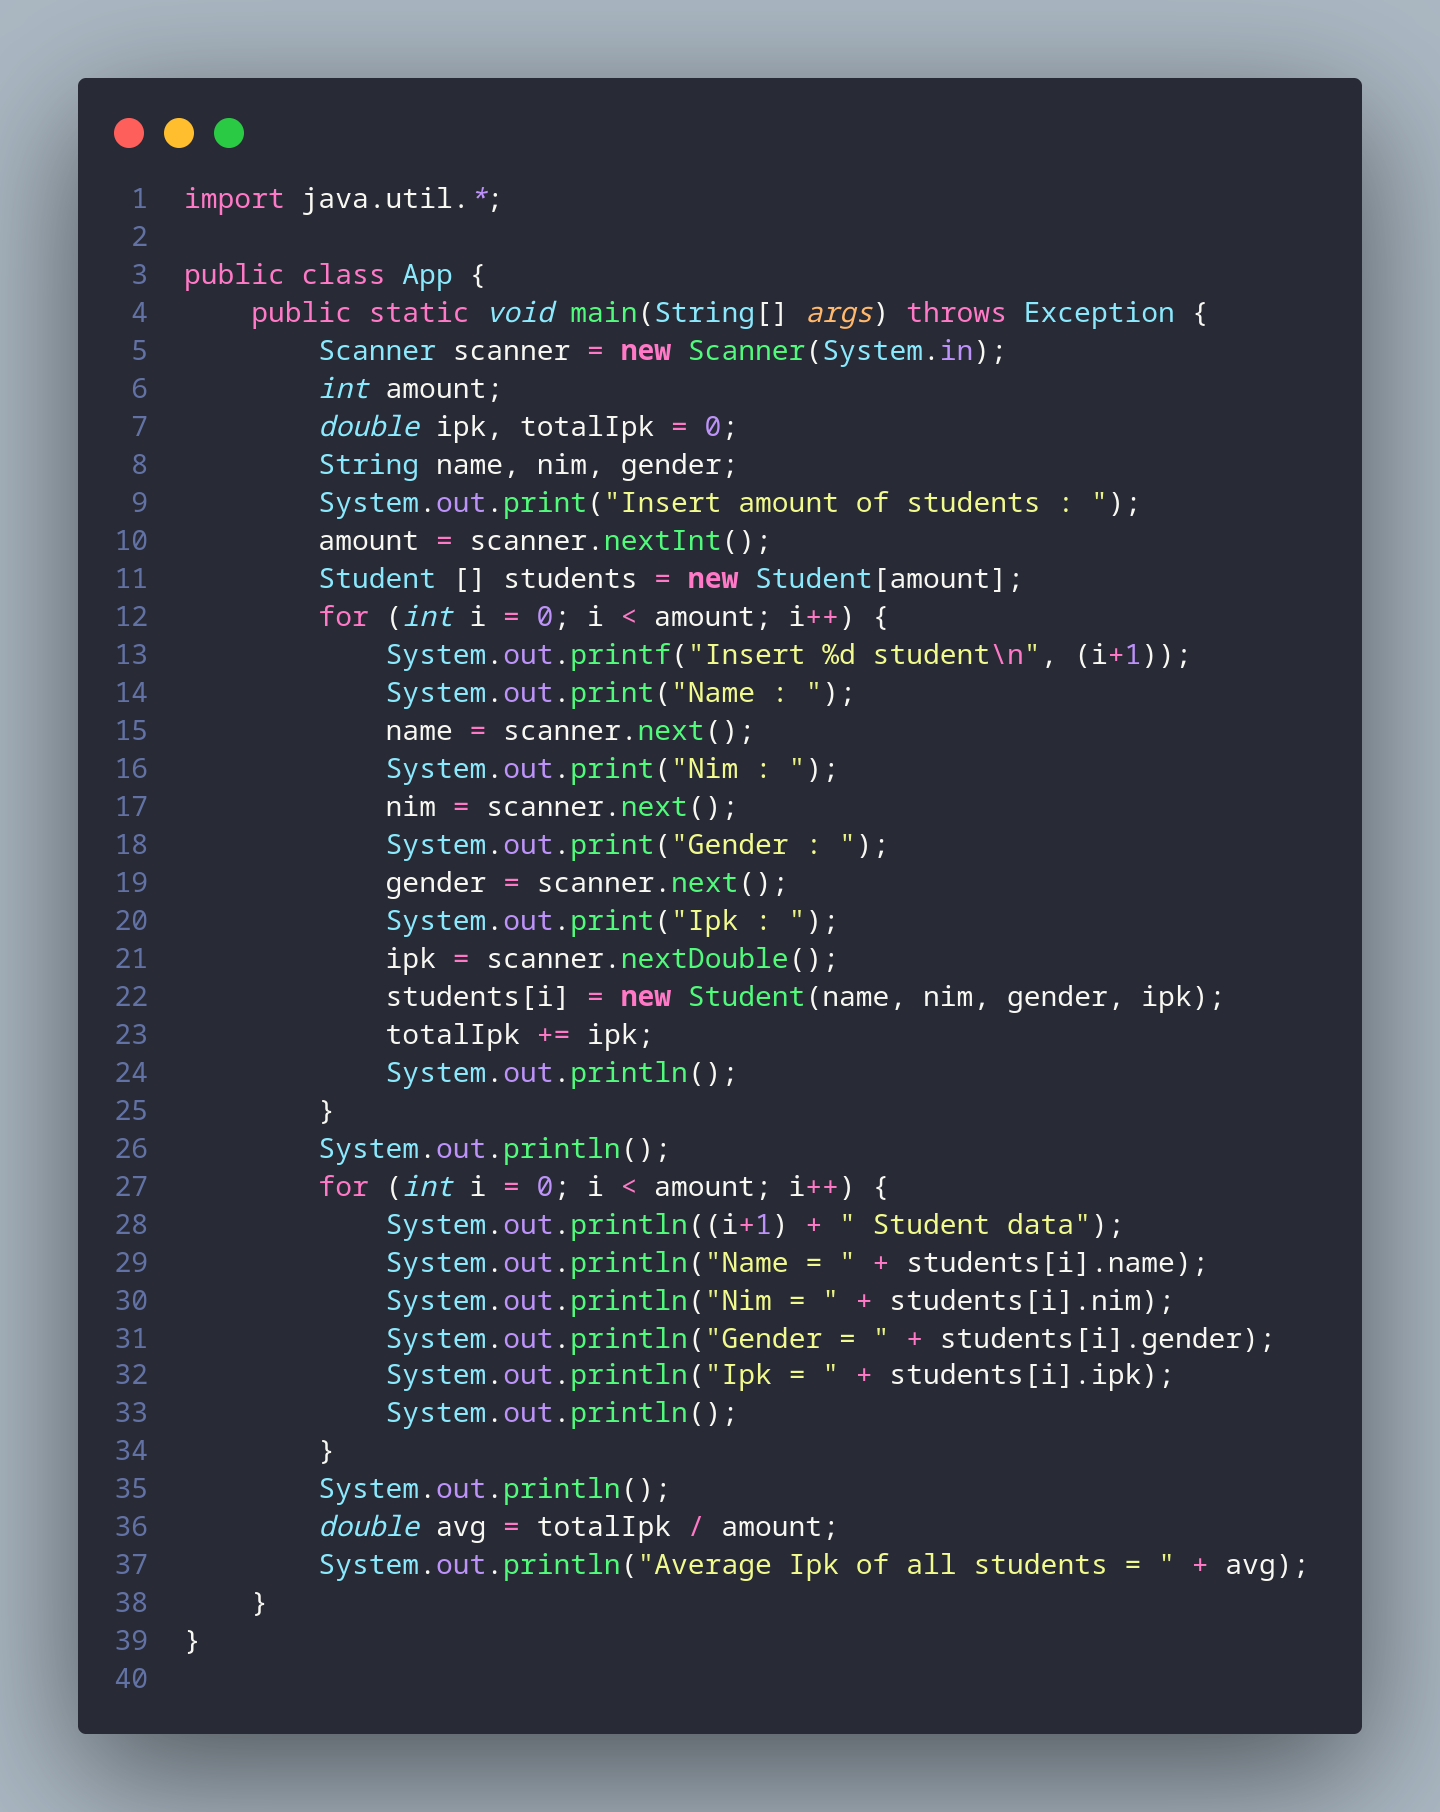 1 import java.util.*;
2
3 public class App {
4     public static void main(String[] args) throws Exception {
5         Scanner scanner = new Scanner(System.in);
6         int amount;
7         double ipk, totalIpk = 0;
8         String name, nim, gender;
9         System.out.print("Insert amount of students : ");
10         amount = scanner.nextInt();
11         Student [] students = new Student[amount];
12         for (int i = 0; i < amount; i++) {
13             System.out.printf("Insert %d student\n", (i+1));
14             System.out.print("Name : ");
15             name = scanner.next();
16             System.out.print("Nim : ");
17             nim = scanner.next();
18             System.out.print("Gender : ");
19             gender = scanner.next();
20             System.out.print("Ipk : ");
21             ipk = scanner.nextDouble();
22             students[i] = new Student(name, nim, gender, ipk);
23             totalIpk += ipk;
24             System.out.println();
25         }
26         System.out.println();
27         for (int i = 0; i < amount; i++) {
28             System.out.println((i+1) + " Student data");
29             System.out.println("Name = " + students[i].name);
30             System.out.println("Nim = " + students[i].nim);
31             System.out.println("Gender = " + students[i].gender);
32             System.out.println("Ipk = " + students[i].ipk);
33             System.out.println();
34         }
35         System.out.println();
36         double avg = totalIpk / amount;
37         System.out.println("Average Ipk of all students = " + avg);
38     }
39 }
40